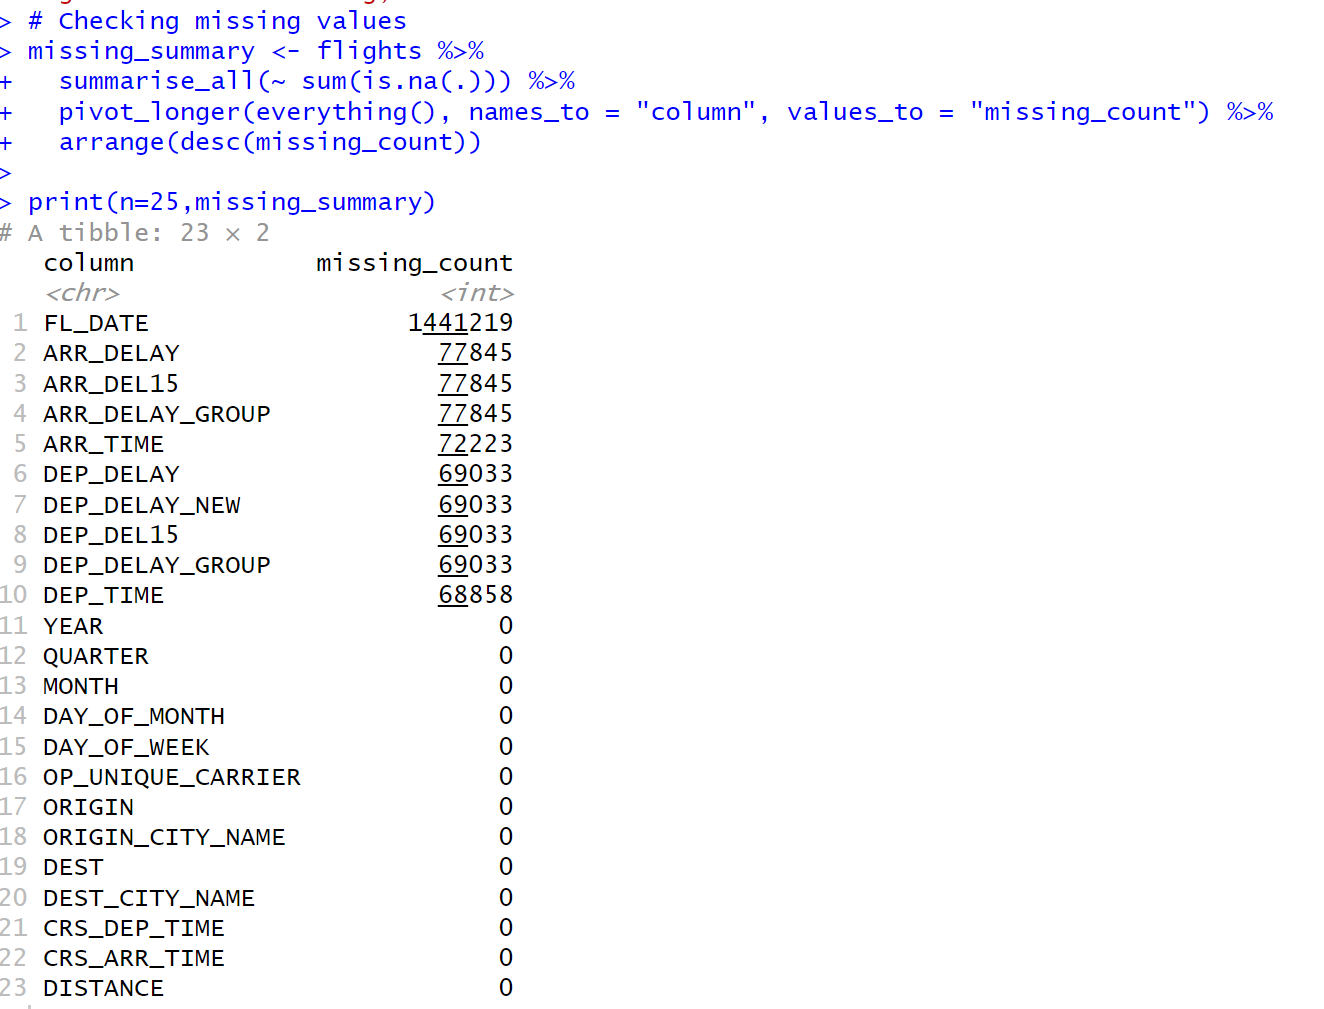 > # Checking missing values
> missing_summary <- flights %>%
+   summarise_all(~ sum(is.na(.))) %>%
+   pivot_longer(everything(), names_to = "column", values_to = "missing_count") %>%
+   arrange(desc(missing_count))
>
> print(n=25,missing_summary)
# A tibble: 23 × 2
   column            missing_count
   <chr>                     <int>
 1 FL_DATE                 1441219
 2 ARR_DELAY                 77845
 3 ARR_DEL15                 77845
 4 ARR_DELAY_GROUP           77845
 5 ARR_TIME                  72223
 6 DEP_DELAY                 69033
 7 DEP_DELAY_NEW             69033
 8 DEP_DEL15                 69033
 9 DEP_DELAY_GROUP           69033
10 DEP_TIME                  68858
11 YEAR                          0
12 QUARTER                       0
13 MONTH                         0
14 DAY_OF_MONTH                  0
15 DAY_OF_WEEK                   0
16 OP_UNIQUE_CARRIER             0
17 ORIGIN                        0
18 ORIGIN_CITY_NAME              0
19 DEST                          0
20 DEST_CITY_NAME                0
21 CRS_DEP_TIME                  0
22 CRS_ARR_TIME                  0
23 DISTANCE                      0